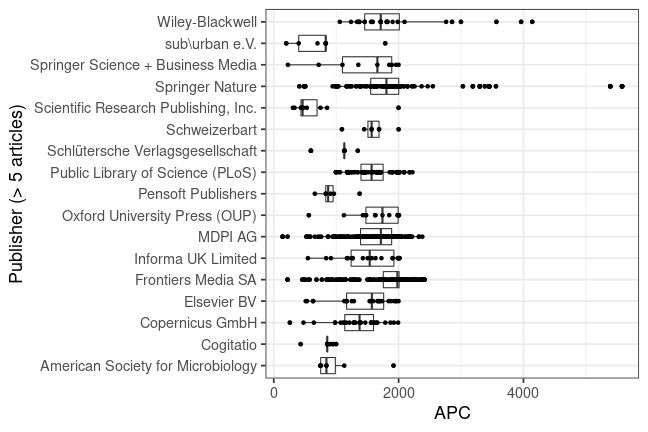 Publisher (> 5 articles)
Wiley-Blackwell
sub\urban e.V.
Springer Science + Business Media
Springer Nature
Scientific Research Publishing, Inc.
Schweizerbart
Schlütersche Verlagsgesellschaft
Public Library of Science (PLoS)
Pensoft Publishers
Oxford University Press (OUP)
MDPI AG
Informa UK Limited
Frontiers Media SA
Elsevier BV
Copernicus GmbH
Cogitatio
American Society for Microbiology
0 2000 4000
APC